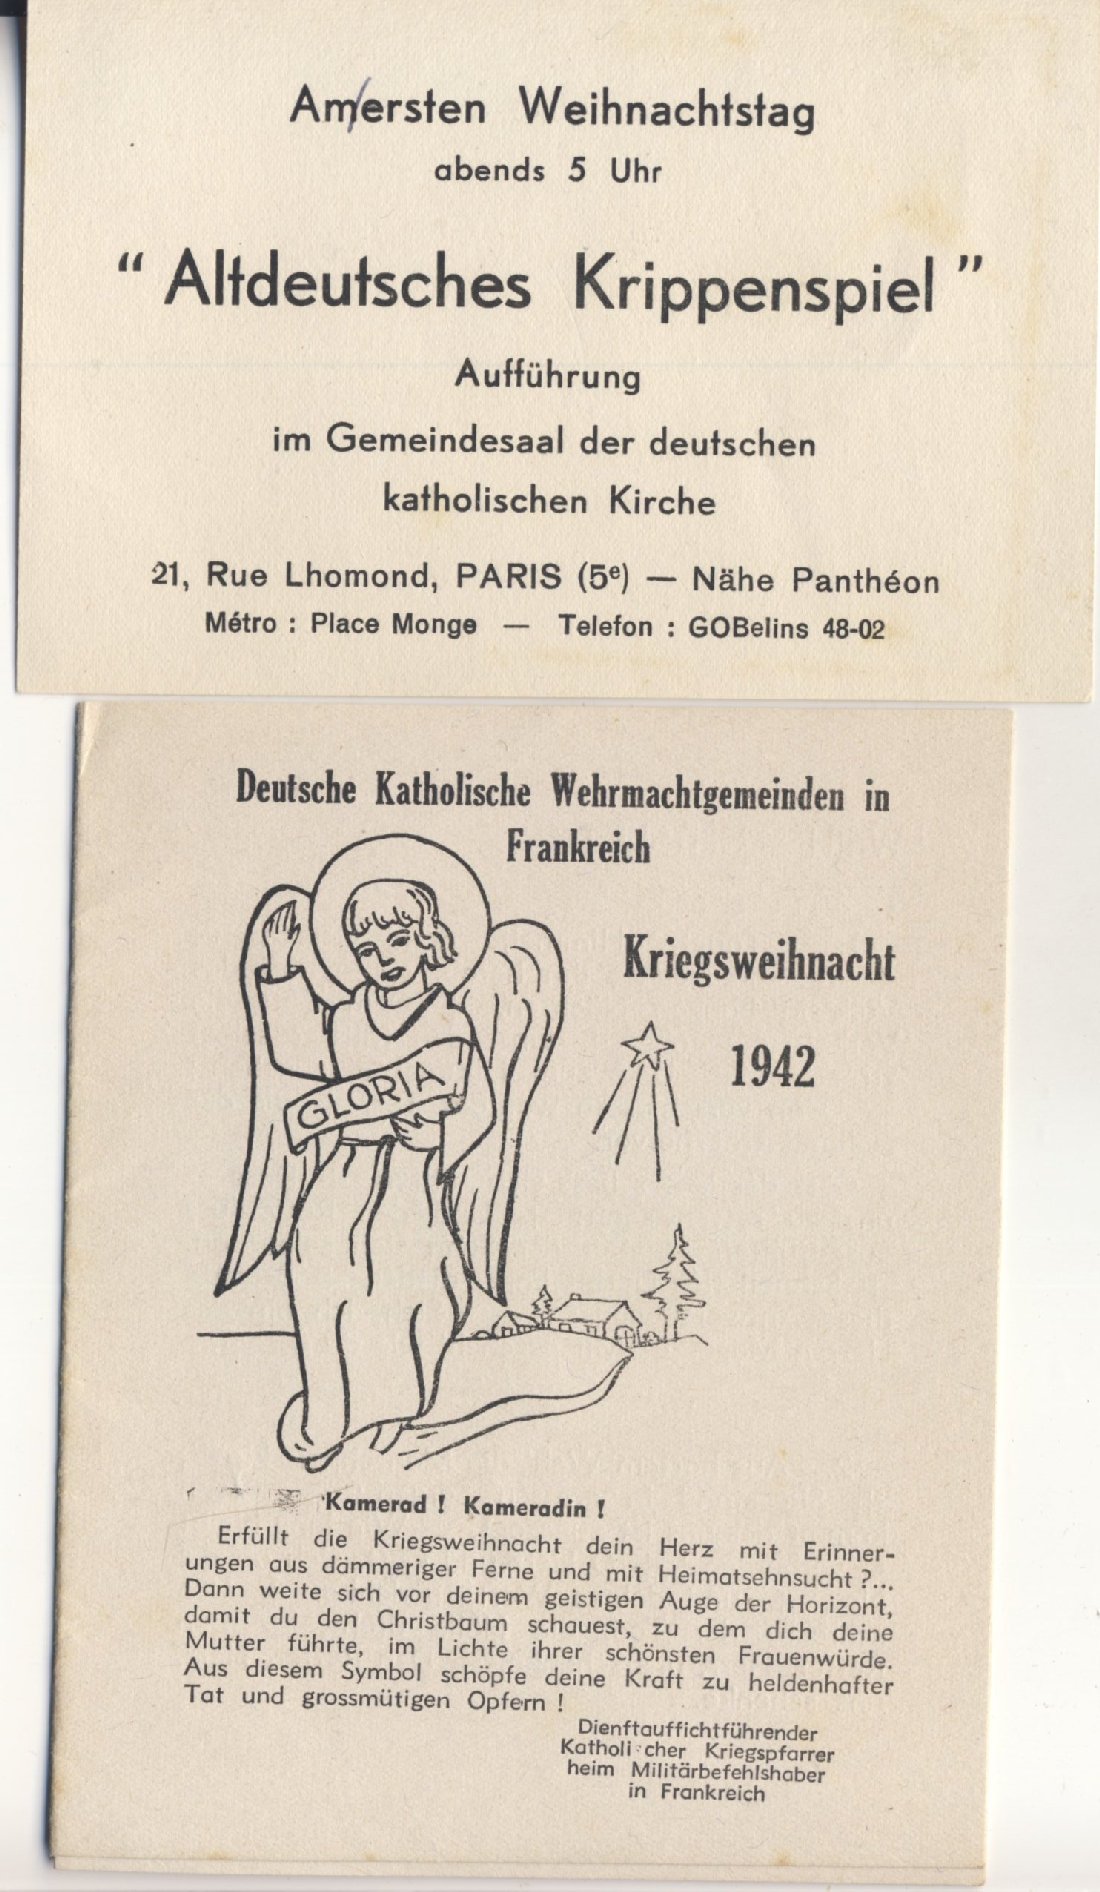 Am/ersten Weihnachtstag
abends 5 Uhr
“ Altdeutsches Krippenspiel ”
Aufführung
im Gemeindesaal der deutschen
katholischen Kirche
21, Rue Lhomond, PARIS (5e) — Nähe Panthéon
Métro : Place Monge — Telefon : GOBelins 48-02
Deutsche Katholische Wehrmachtgemeinden in
Frankreich
Kriegsweihnacht
1942
GLORIA
Kamerad ! Kameradin !
Erfüllt die Kriegsweihnacht dein Herz mit Erinner-
ungen aus dämmeriger Ferne und mit Heimatsehnsucht ?...
Dann weite sich vor deinem geistigen Auge der Horizont,
damit du den Christbaum schauest, zu dem dich deine
Mutter führte, im Lichte ihrer schönsten Frauenwürde.
Aus diesem Symbol schöpfe deine Kraft zu heldenhafter
Tat und grossmütigen Opfern !
Dienftauffichtführender
Katholi cher Kriegspfarrer
heim Militärbefehlshaber
in Frankreich